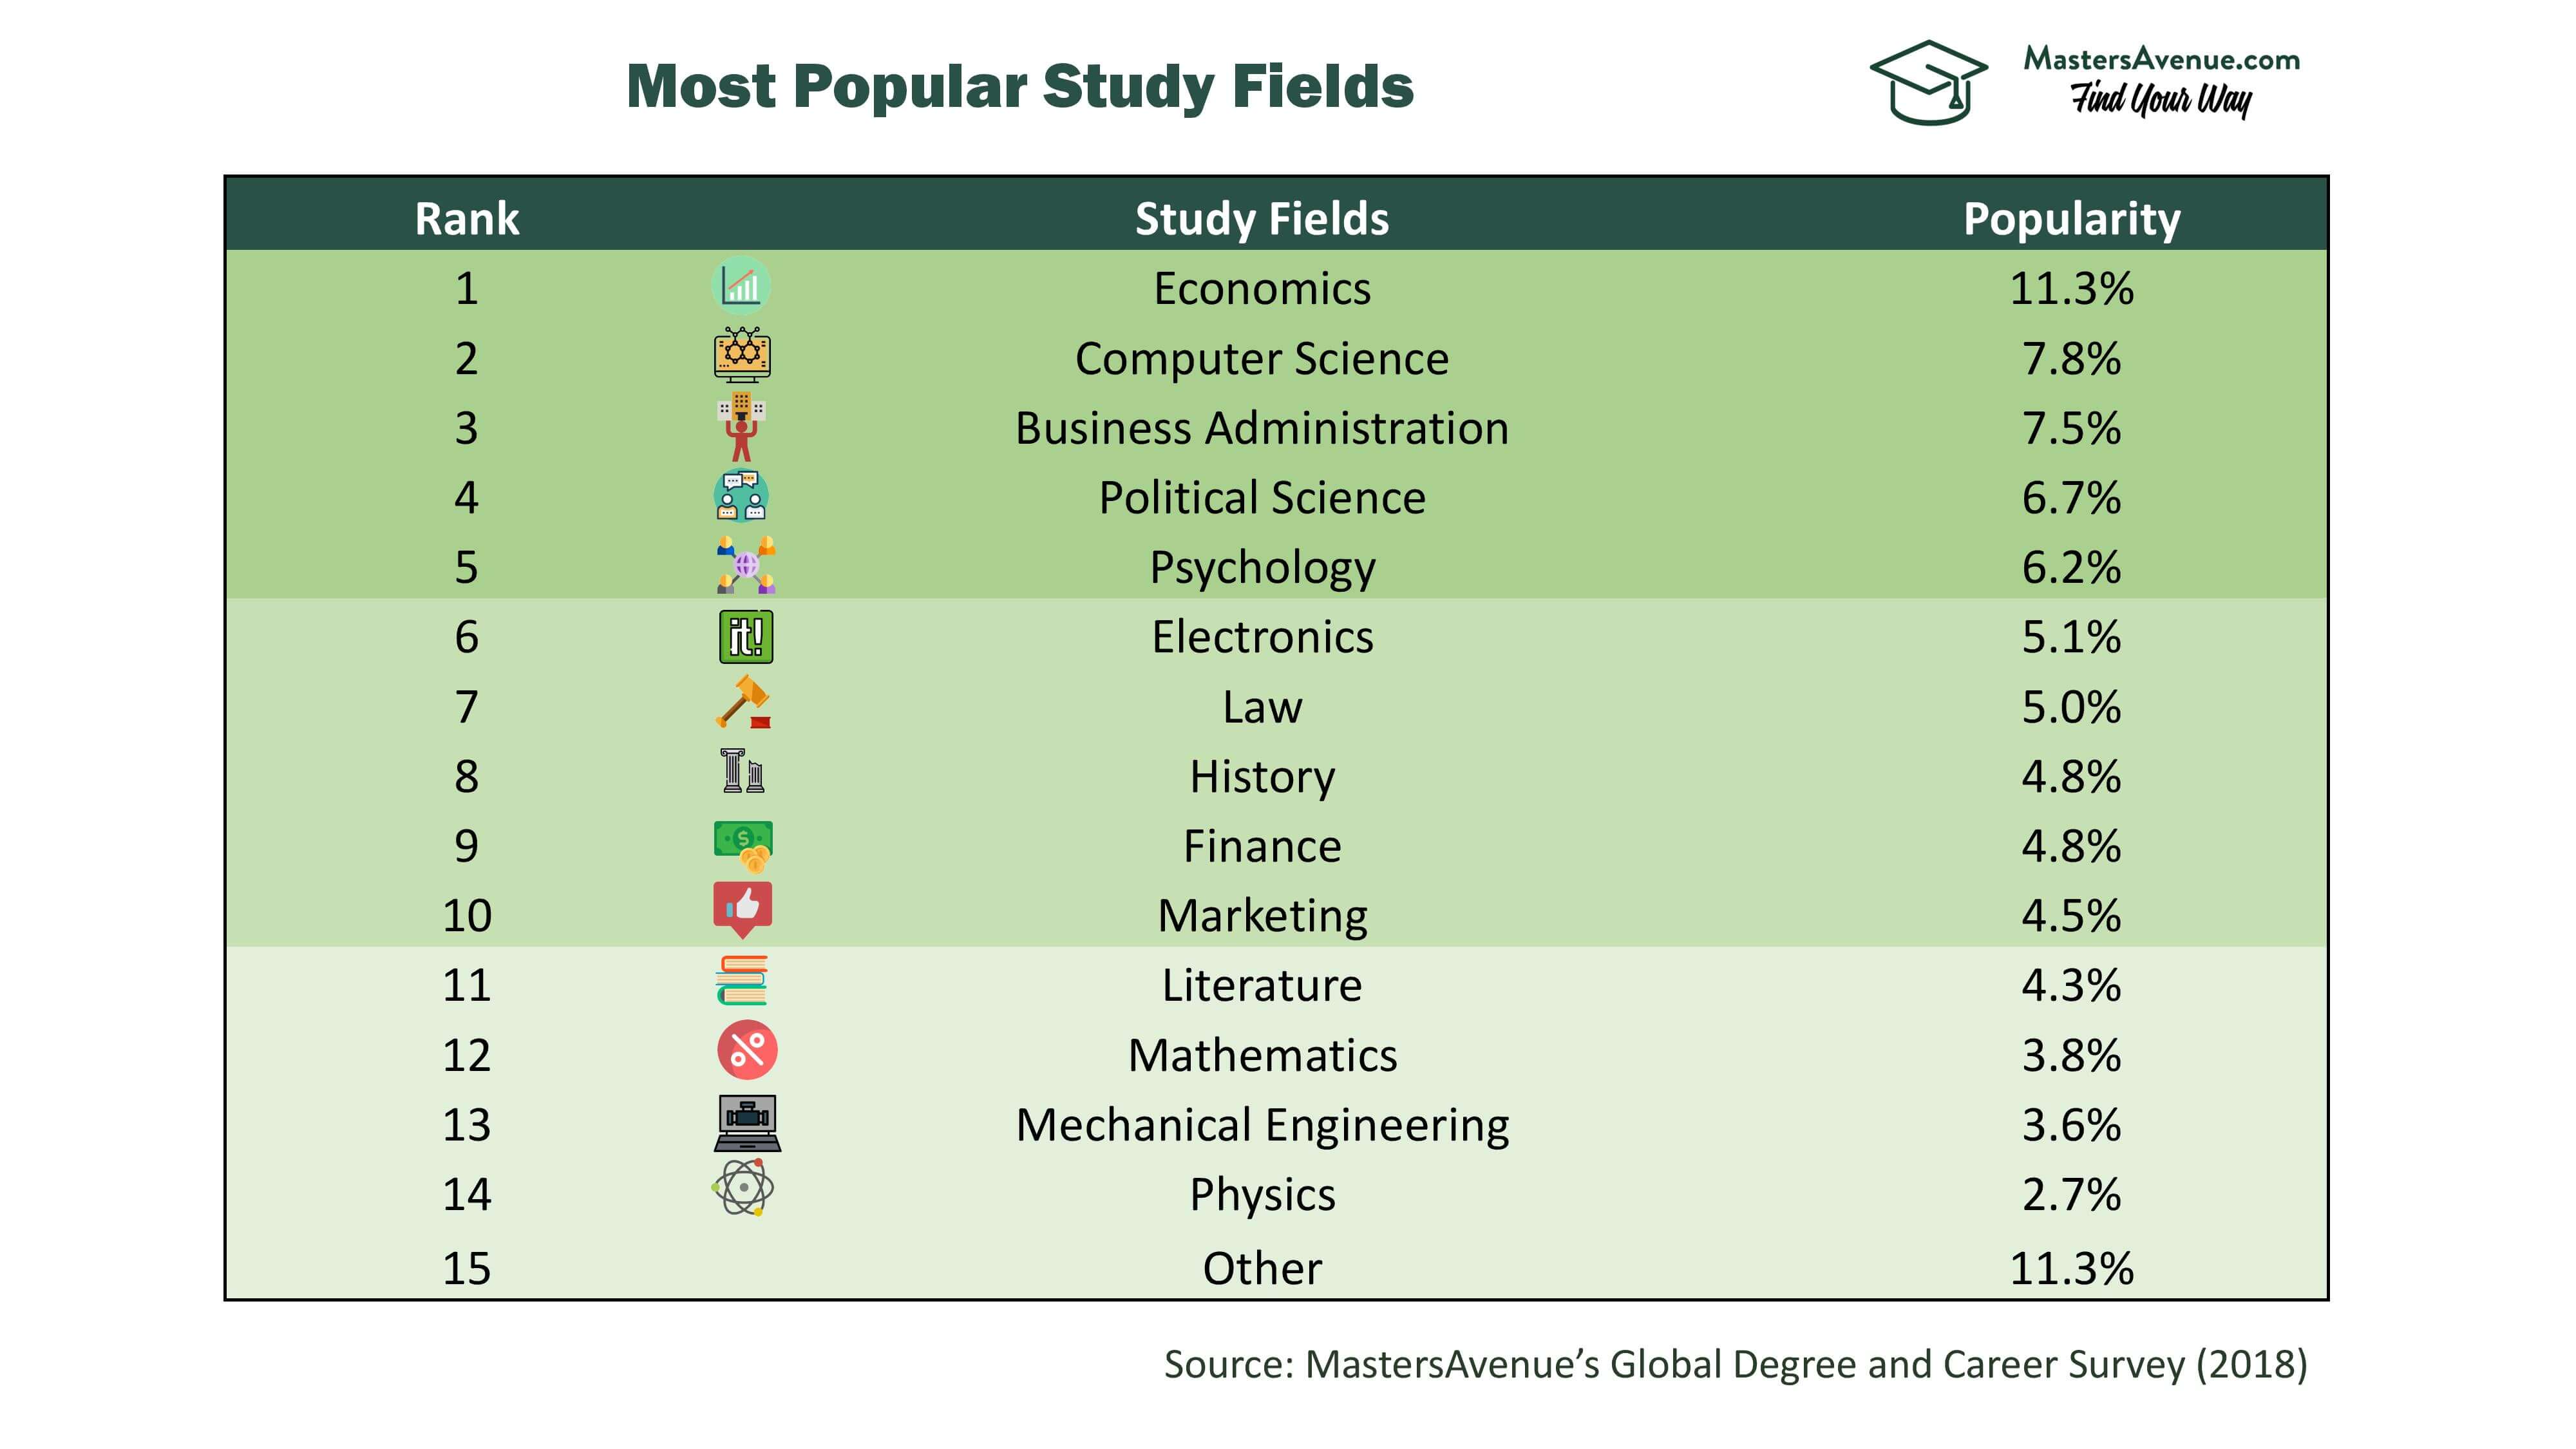 Most Popular Study Fields
MastersAvenue.com
Find Your Way
Rank Study Fields Popularity
1 Economics 11.3%
2 Computer Science 7.8%
3 Business Administration 7.5%
4 Political Science 6.7%
5 Psychology 6.2%
6 it! Electronics 5.1%
7 Law 5.0%
8 History 4.8%
9 $ Finance 4.8%
10 Marketing 4.5%
11 Literature 4.3%
12 % Mathematics 3.8%
13 Mechanical Engineering 3.6%
14 Physics 2.7%
15 Other 11.3%
Source: MastersAvenue’s Global Degree and Career Survey (2018)